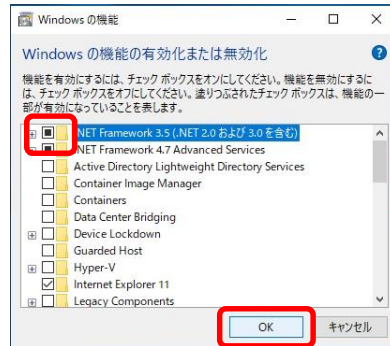 Windows の機能
Windows の機能の有効化または無効化
機能を有効にするには、チェック ボックスをオンにしてください。機能を無効にするに
は、チェック ボックスをオフにしてください。塗りつぶされたチェック ボックスは、機能の一
部が有効になっていることを表します。
.NET Framework 3.5 (.NET 2.0 および 3.0 を含む)
.NET Framework 4.7 Advanced Services
Active Directory Lightweight Directory Services
Container Image Manager
Containers
Data Center Bridging
Device Lockdown
Guarded Host
Hyper-V
Internet Explorer 11
Legacy Components
OK キャンセル